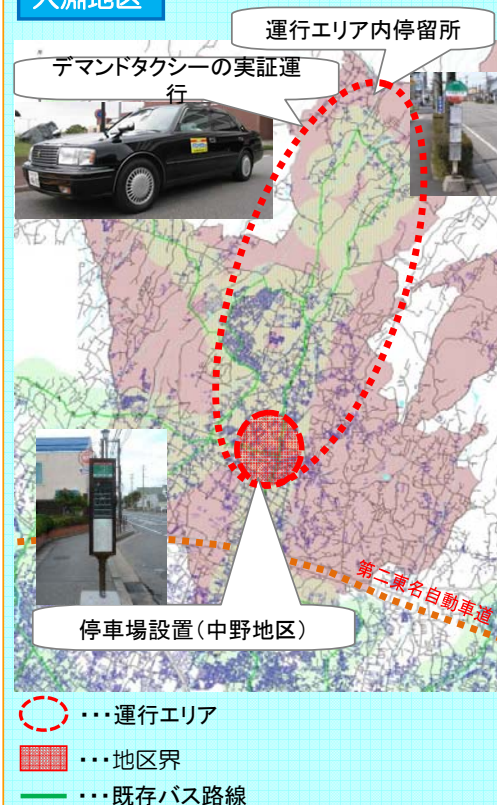 大淵地区
運行エリア内停留所
デマンドタクシーの実証運
行
第二東名自動車道
停車場設置（中野地区）
・・・運行エリア
・・・地区界
・・・既存バス路線